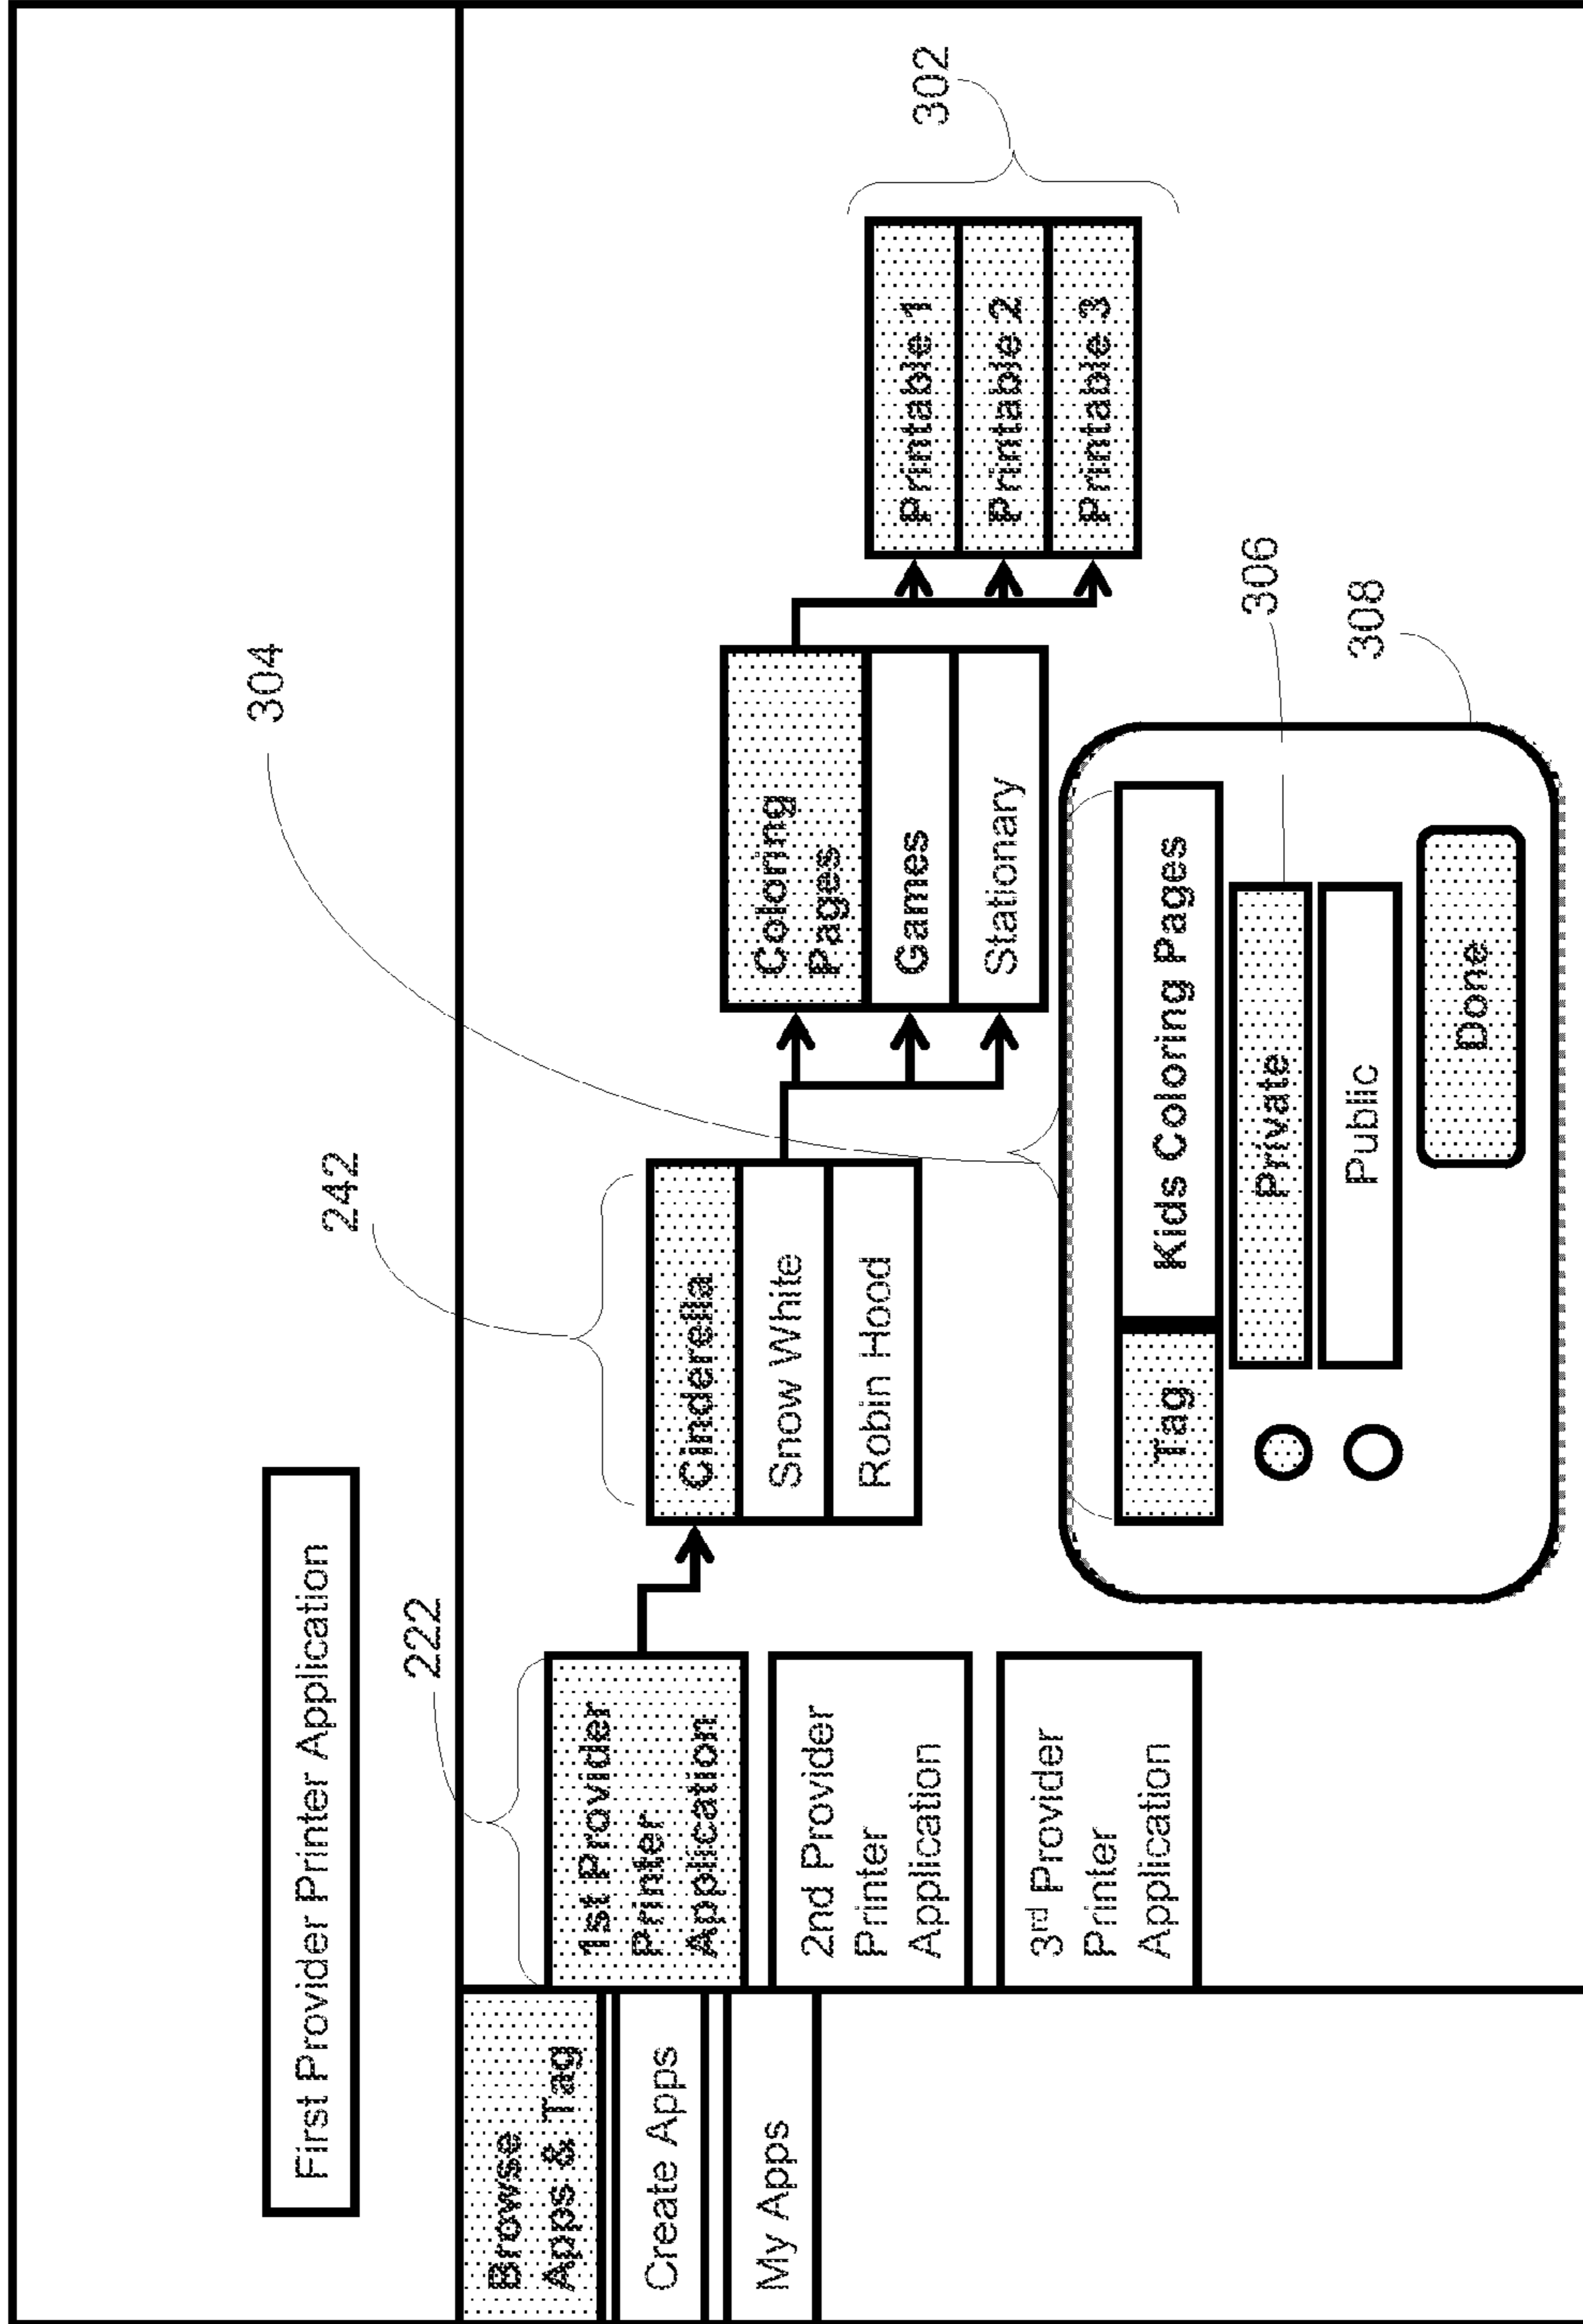 First Provider Printer Application
304
242
222
302
Browse
Apps & Tag
Create Apps
My Apps
1st Provider
Printer
Application
2nd Provider
Printer
Application
3rd Provider
Printer
Application
Cinderella
Snow White
Robin Hood
Coloring
Pages
Games
Stationary
Printable 1
Printable 2
Printable 3
306
308
Tag
Kids Coloring Pages
Private
Public
Done